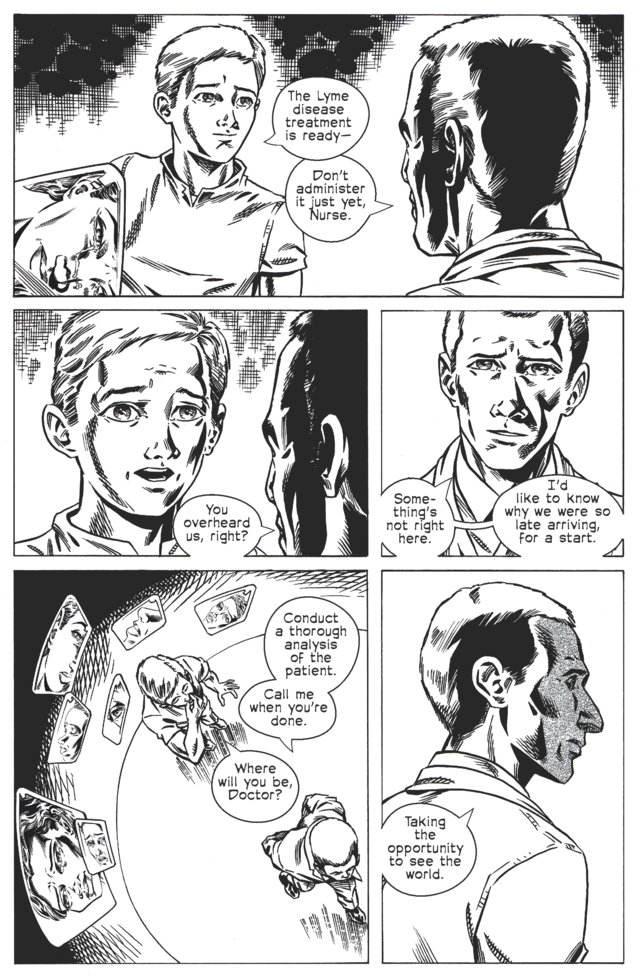 The Lyme
disease
treatment
is ready—
Don't
administer
it just yet,
Nurse.
You
overheard
us, right?
Some-
thing's
not right
here.
I'd
like to know
why we were so
late arriving,
for a start.
Conduct
a thorough
analysis
of the
patient.
Call me
when you're
done.
Where
will you be,
Doctor?
Taking
the
opportunity
to see the
world.